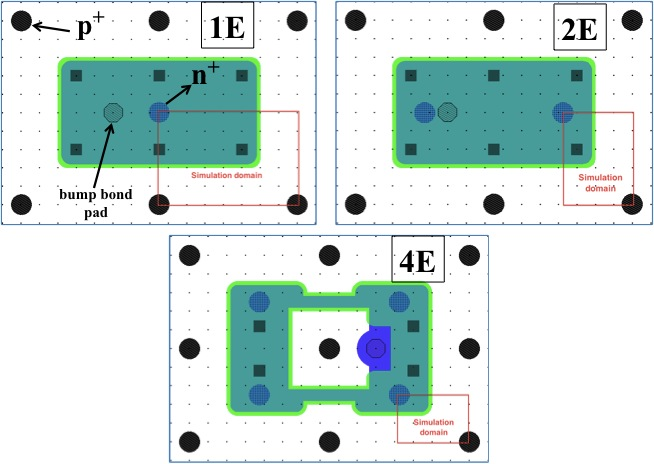 p+
1E
n+
bump bond
pad
Simulation domain
2E
Simulation
domain
4E
Simulation
domain